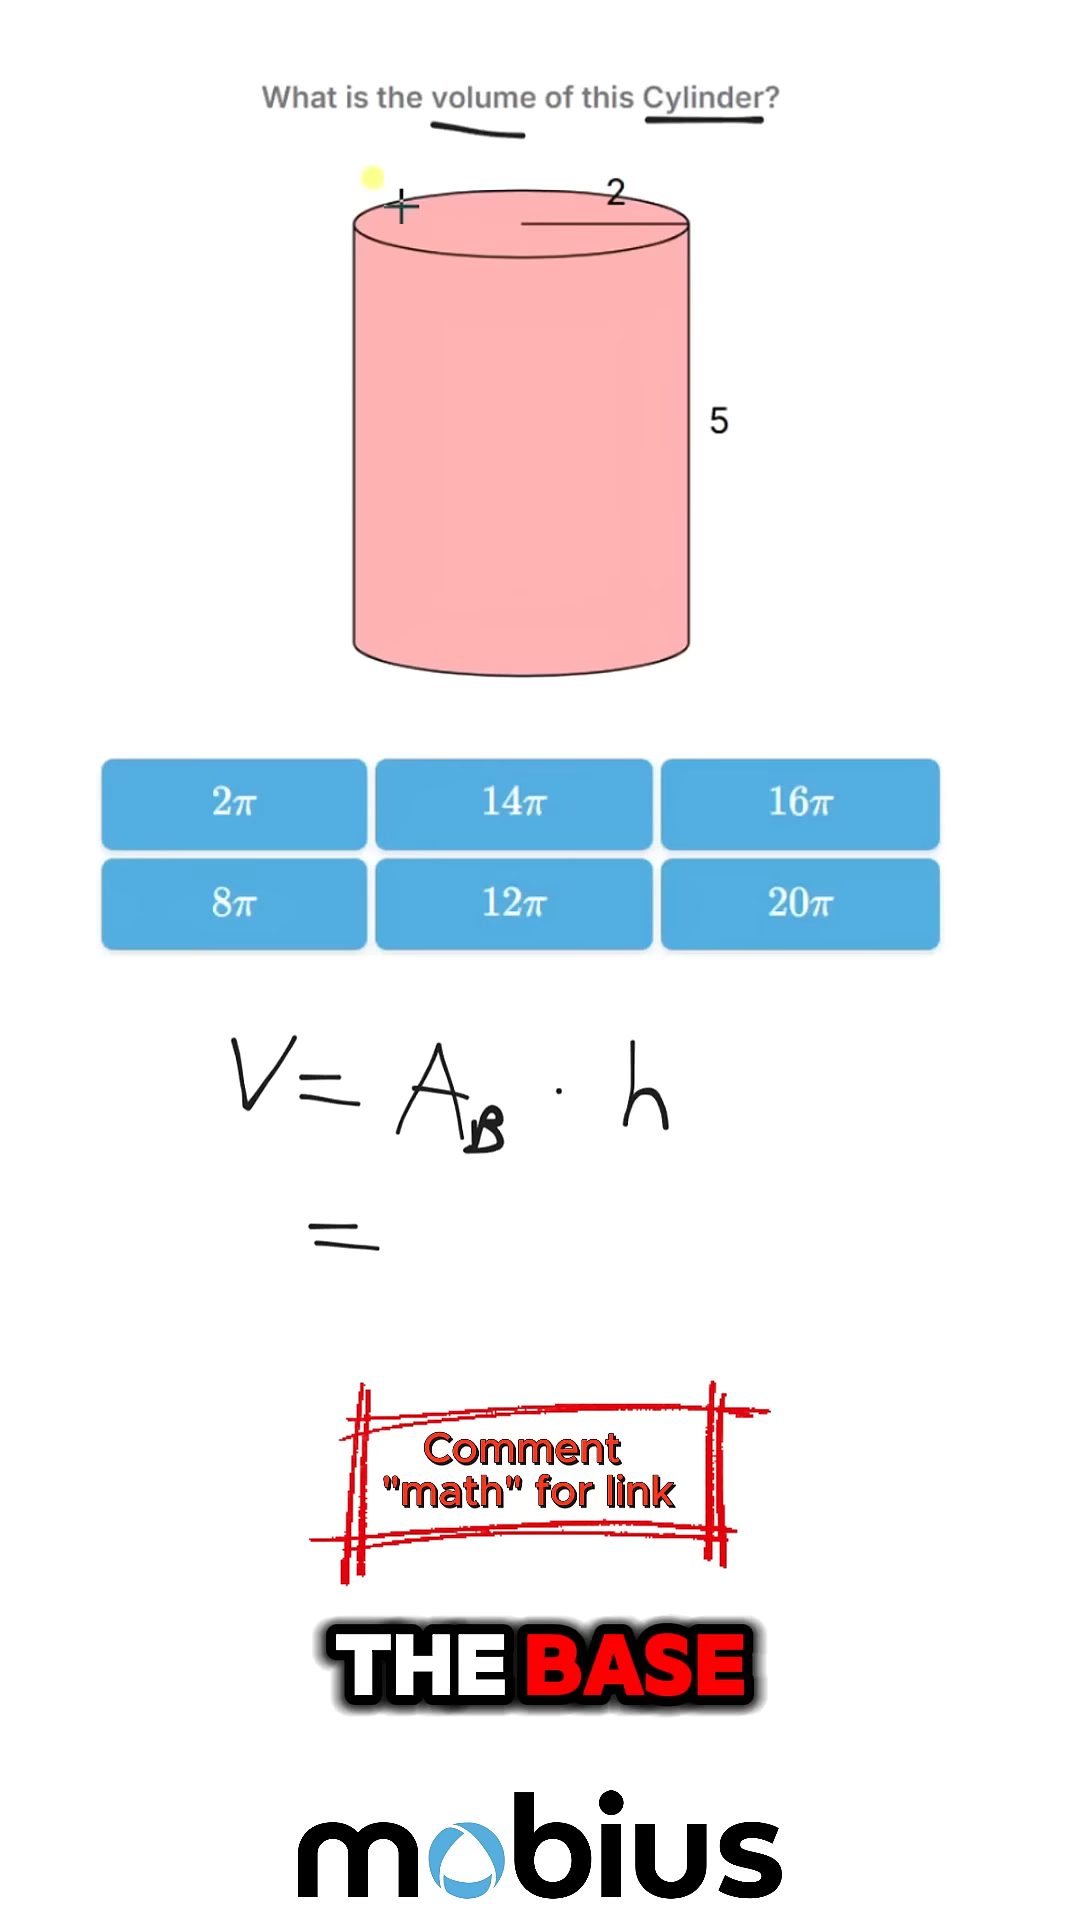 What is the volume of this Cylinder?
2
5
2π 14π 16π
8π 12π 20π
V = A_B · h
=
Comment
"math" for link
THE BASE
mobius